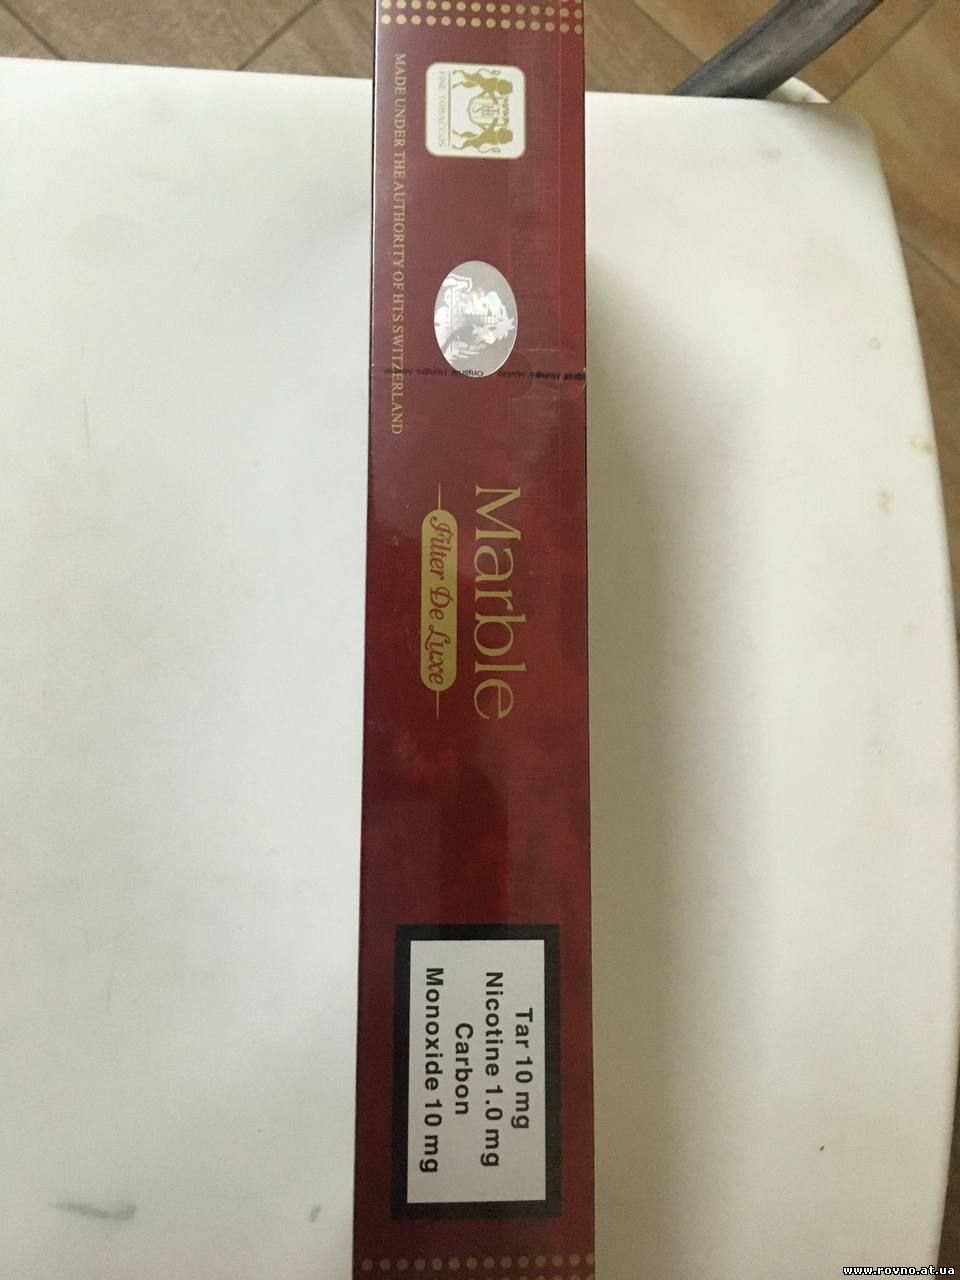 HTS
FINE TOBACCOS
MADE UNDER THE AUTHORITY OF HTS SWITZERLAND
Marble
Filter De Luxe
Tar 10 mg
Nicotine 1.0 mg
Carbon
Monoxide 10 mg
www.rovno.at.ua